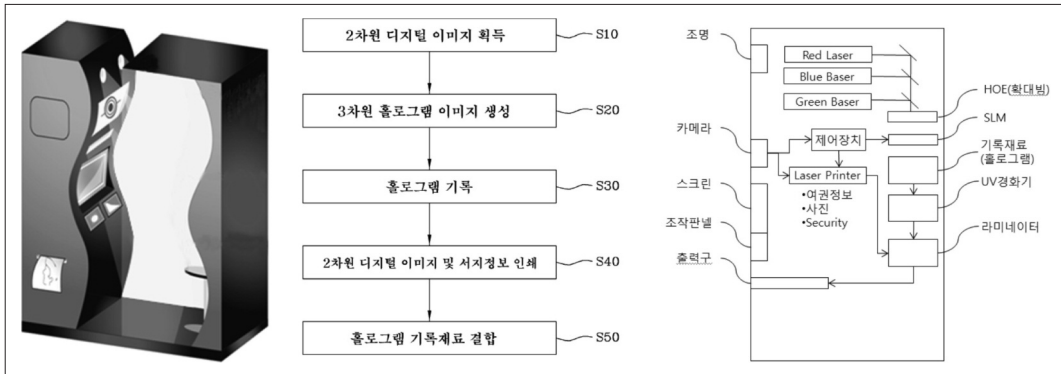 2차원 디지털 이미지 획득
S10
3차원 홀로그램 이미지 생성
S20
홀로그램 기록
S30
2차원 디지털 이미지 및 서지정보 인쇄
S40
홀로그램 기록재료 결합
S50
조명
카메라
스크린
조작판넬
출력구
Red Laser
Blue Baser
Green Baser
제어장치
Laser Printer
•여권정보
•사진
•Security
HOE(확대빔)
SLM
기록재료
(홀로그램)
UV경화기
라미네이터